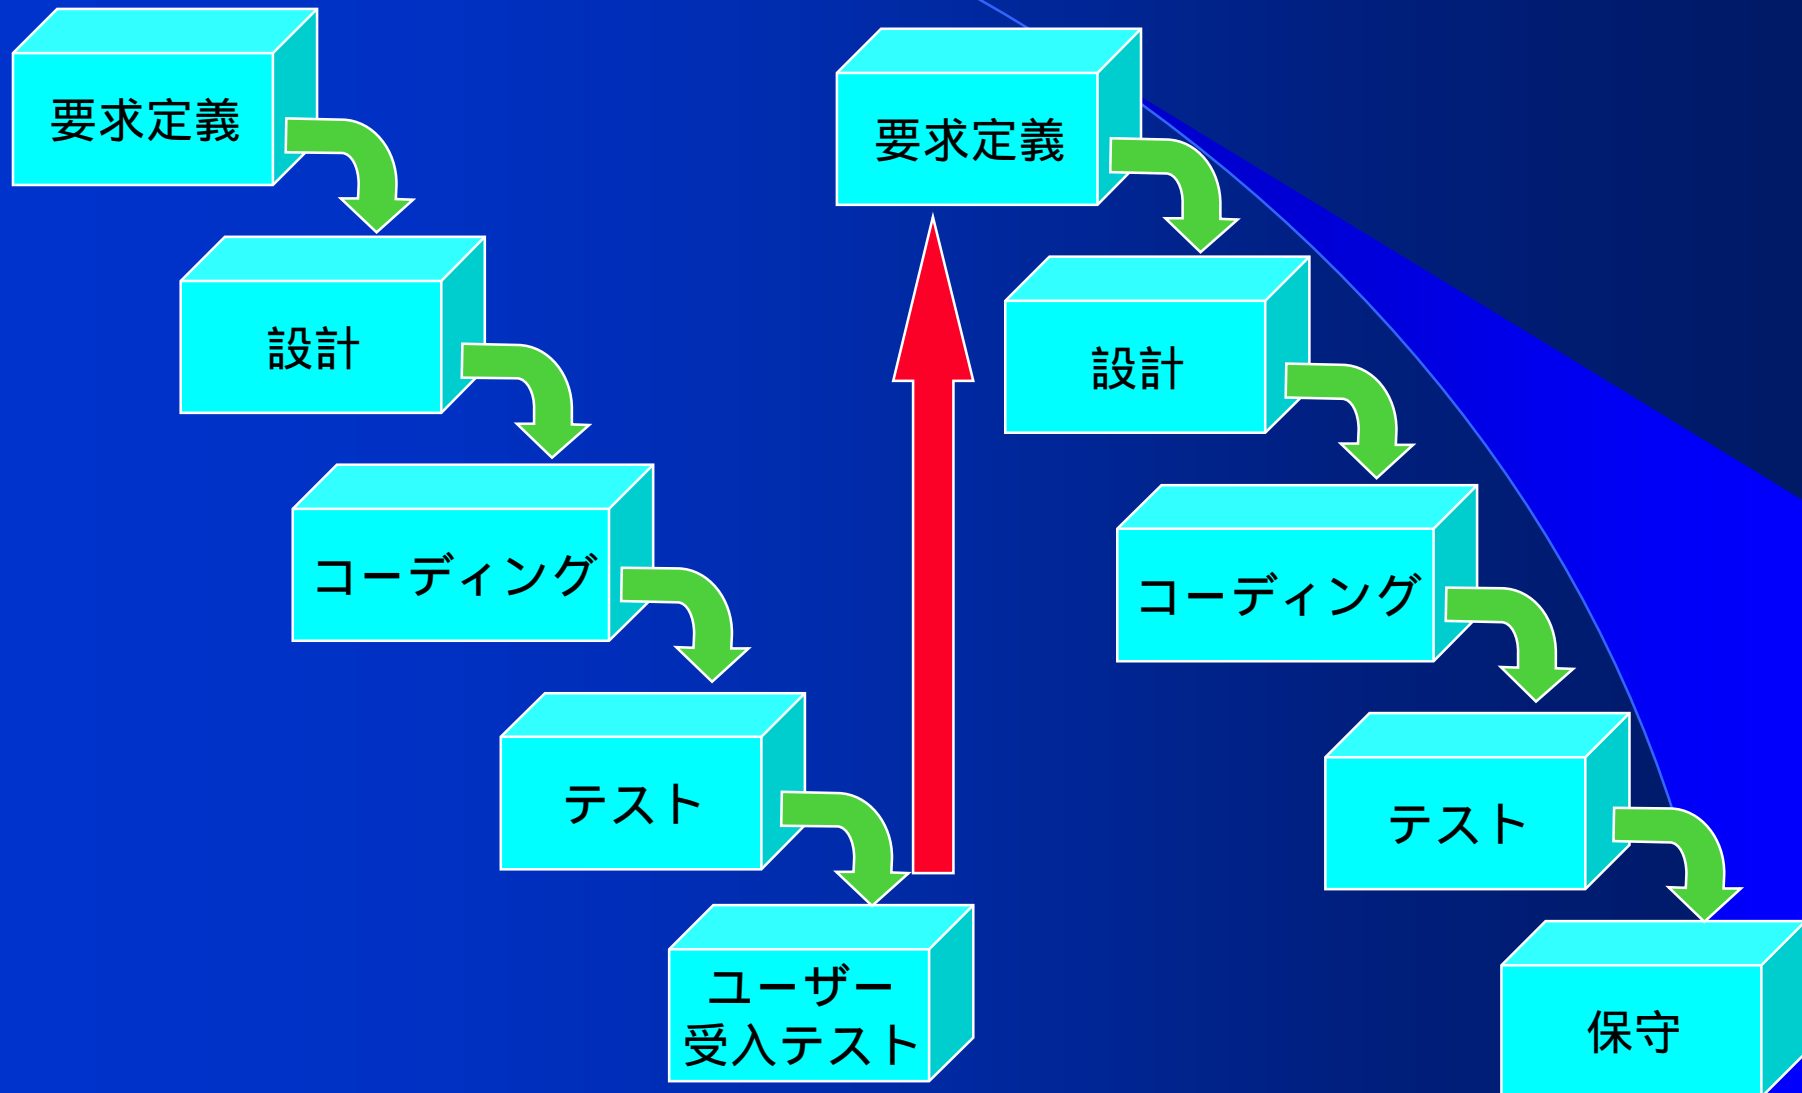 要求定義
設計
コーディング
テスト
ユーザー
受入テスト
要求定義
設計
コーディング
テスト
保守